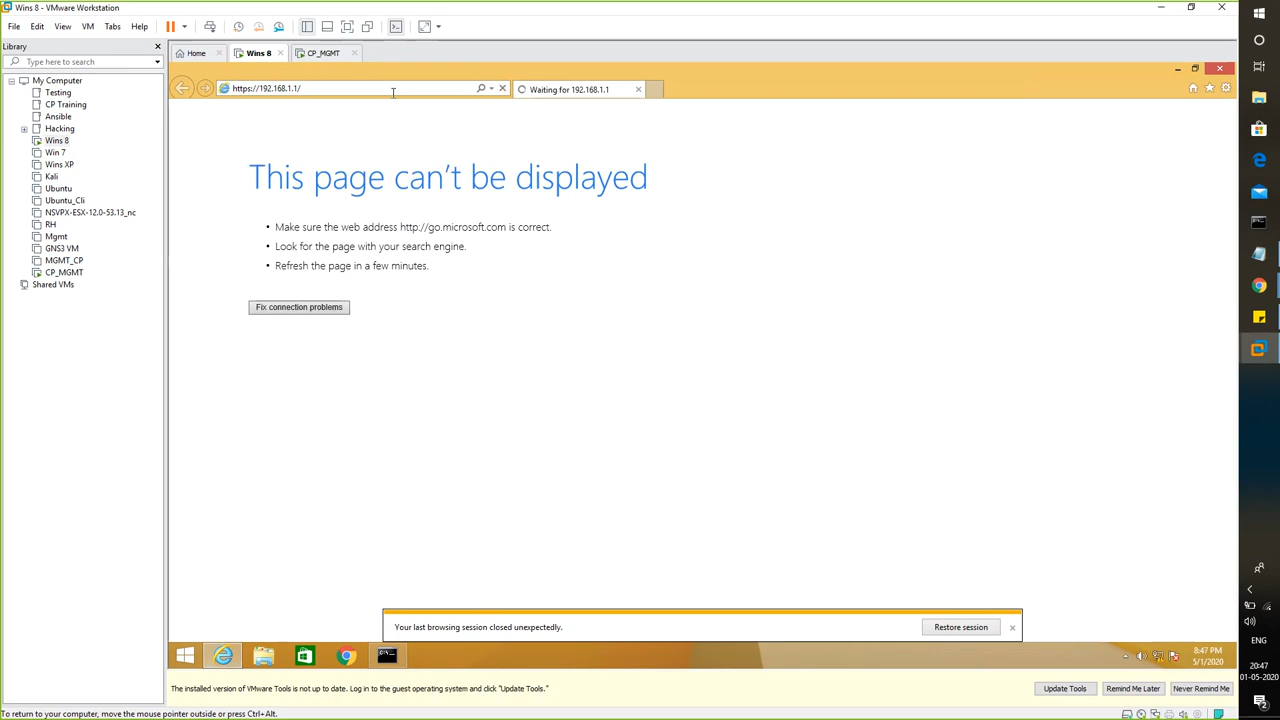 Wins 8 - VMware Workstation
File Edit View VM Tabs Help
Library
Type here to search
My Computer
Testing
CP Training
Ansible
Hacking
Wins 8
Win 7
Wins XP
Kali
Ubuntu
Ubuntu_Cli
NSVPX-ESX-12.0-53.13_nc
RH
Mgmt
GNS3 VM
MGMT_CP
CP_MGMT
Shared VMs
Home Wins 8 CP_MGMT
https://192.168.1.1/ Waiting for 192.168.1.1
This page can't be displayed
• Make sure the web address http://go.microsoft.com is correct.
• Look for the page with your search engine.
• Refresh the page in a few minutes.
Fix connection problems
Your last browsing session closed unexpectedly. Restore session
8:47 PM
5/1/2020
The installed version of VMware Tools is not up to date. Log in to the guest operating system and click "Update Tools."
Update Tools Remind Me Later Never Remind Me
To return to your computer, move the mouse pointer outside or press Ctrl+Alt.
ENG
20:47
01-05-2020
2